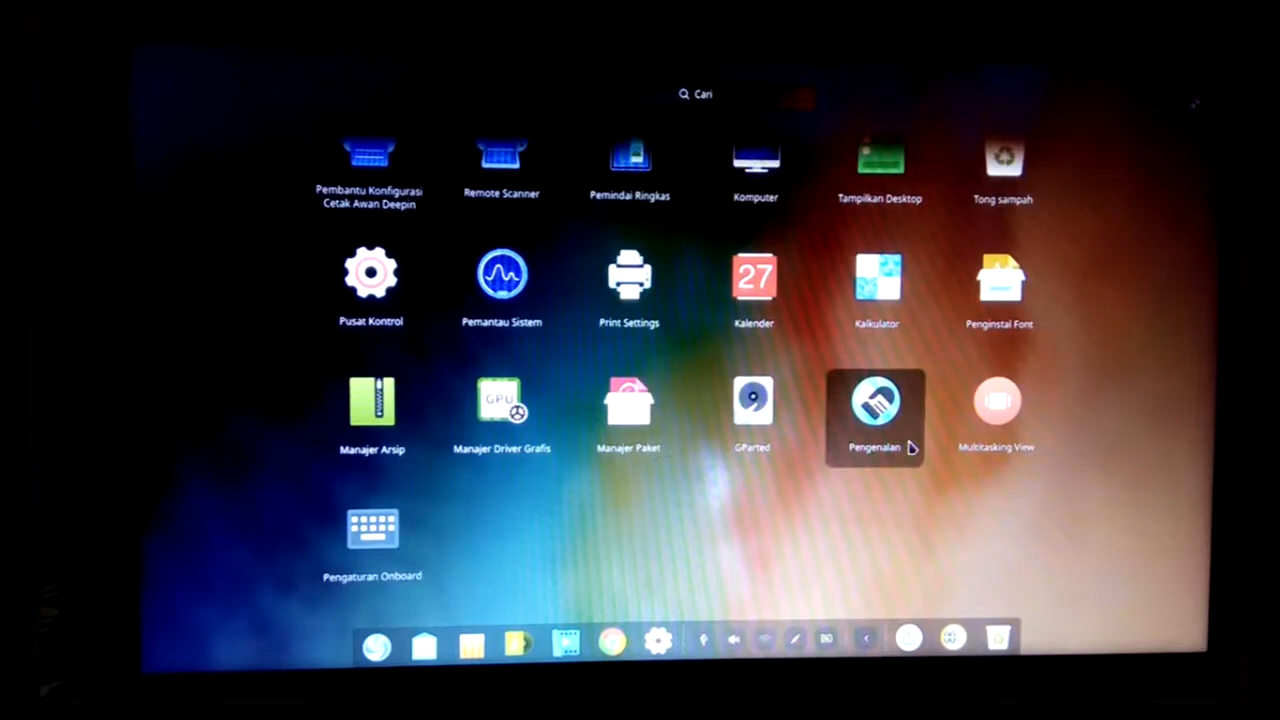 Cari
Pembantu Konfigurasi
Cetak Awan Deepin
Remote Scanner
Pemindai Ringkas
Komputer
Tampilkan Desktop
Tong sampah
27
Pusat Kontrol
Pemantau Sistem
Print Settings
Kalender
Kalkulator
Penginstal Font
GPU
Manajer Arsip
Manajer Driver Grafis
Manajer Paket
GParted
Pengenalan
Multitasking View
Pengaturan Onboard